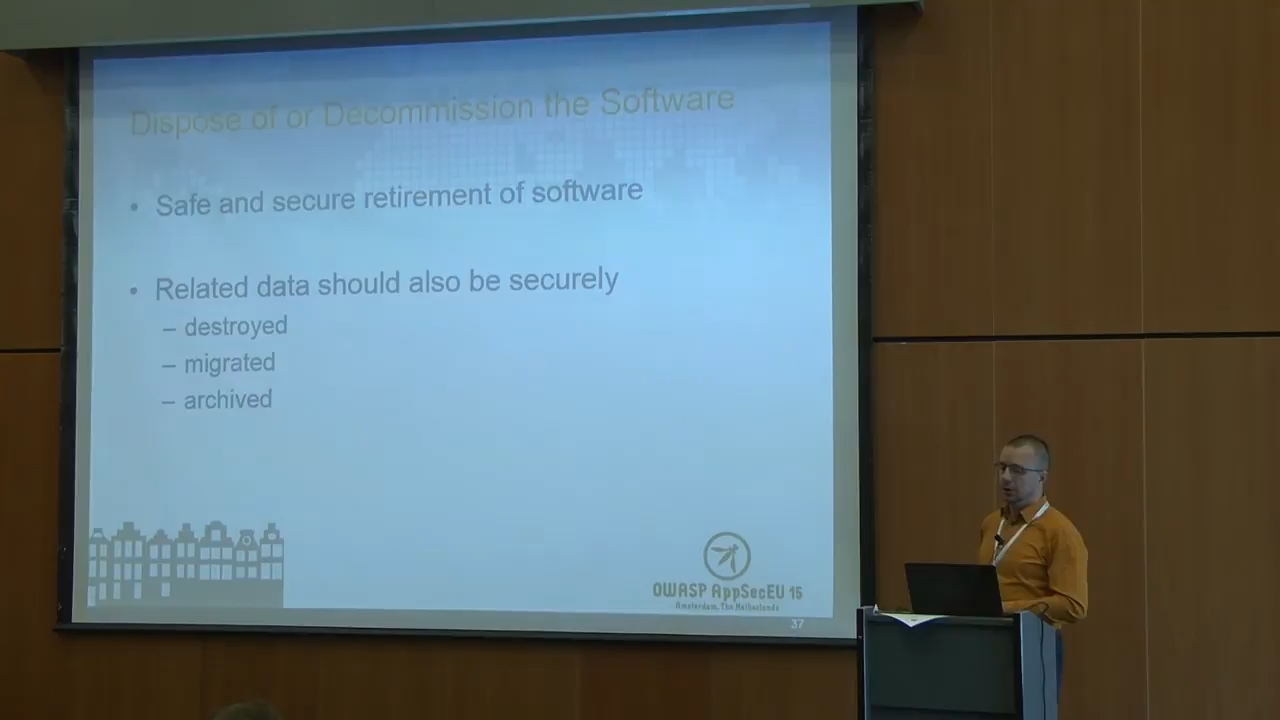 Dispose of or Decommission the Software
• Safe and secure retirement of software
• Related data should also be securely
– destroyed
– migrated
– archived
OWASP AppSecEU 15
Amsterdam, The Netherlands
37